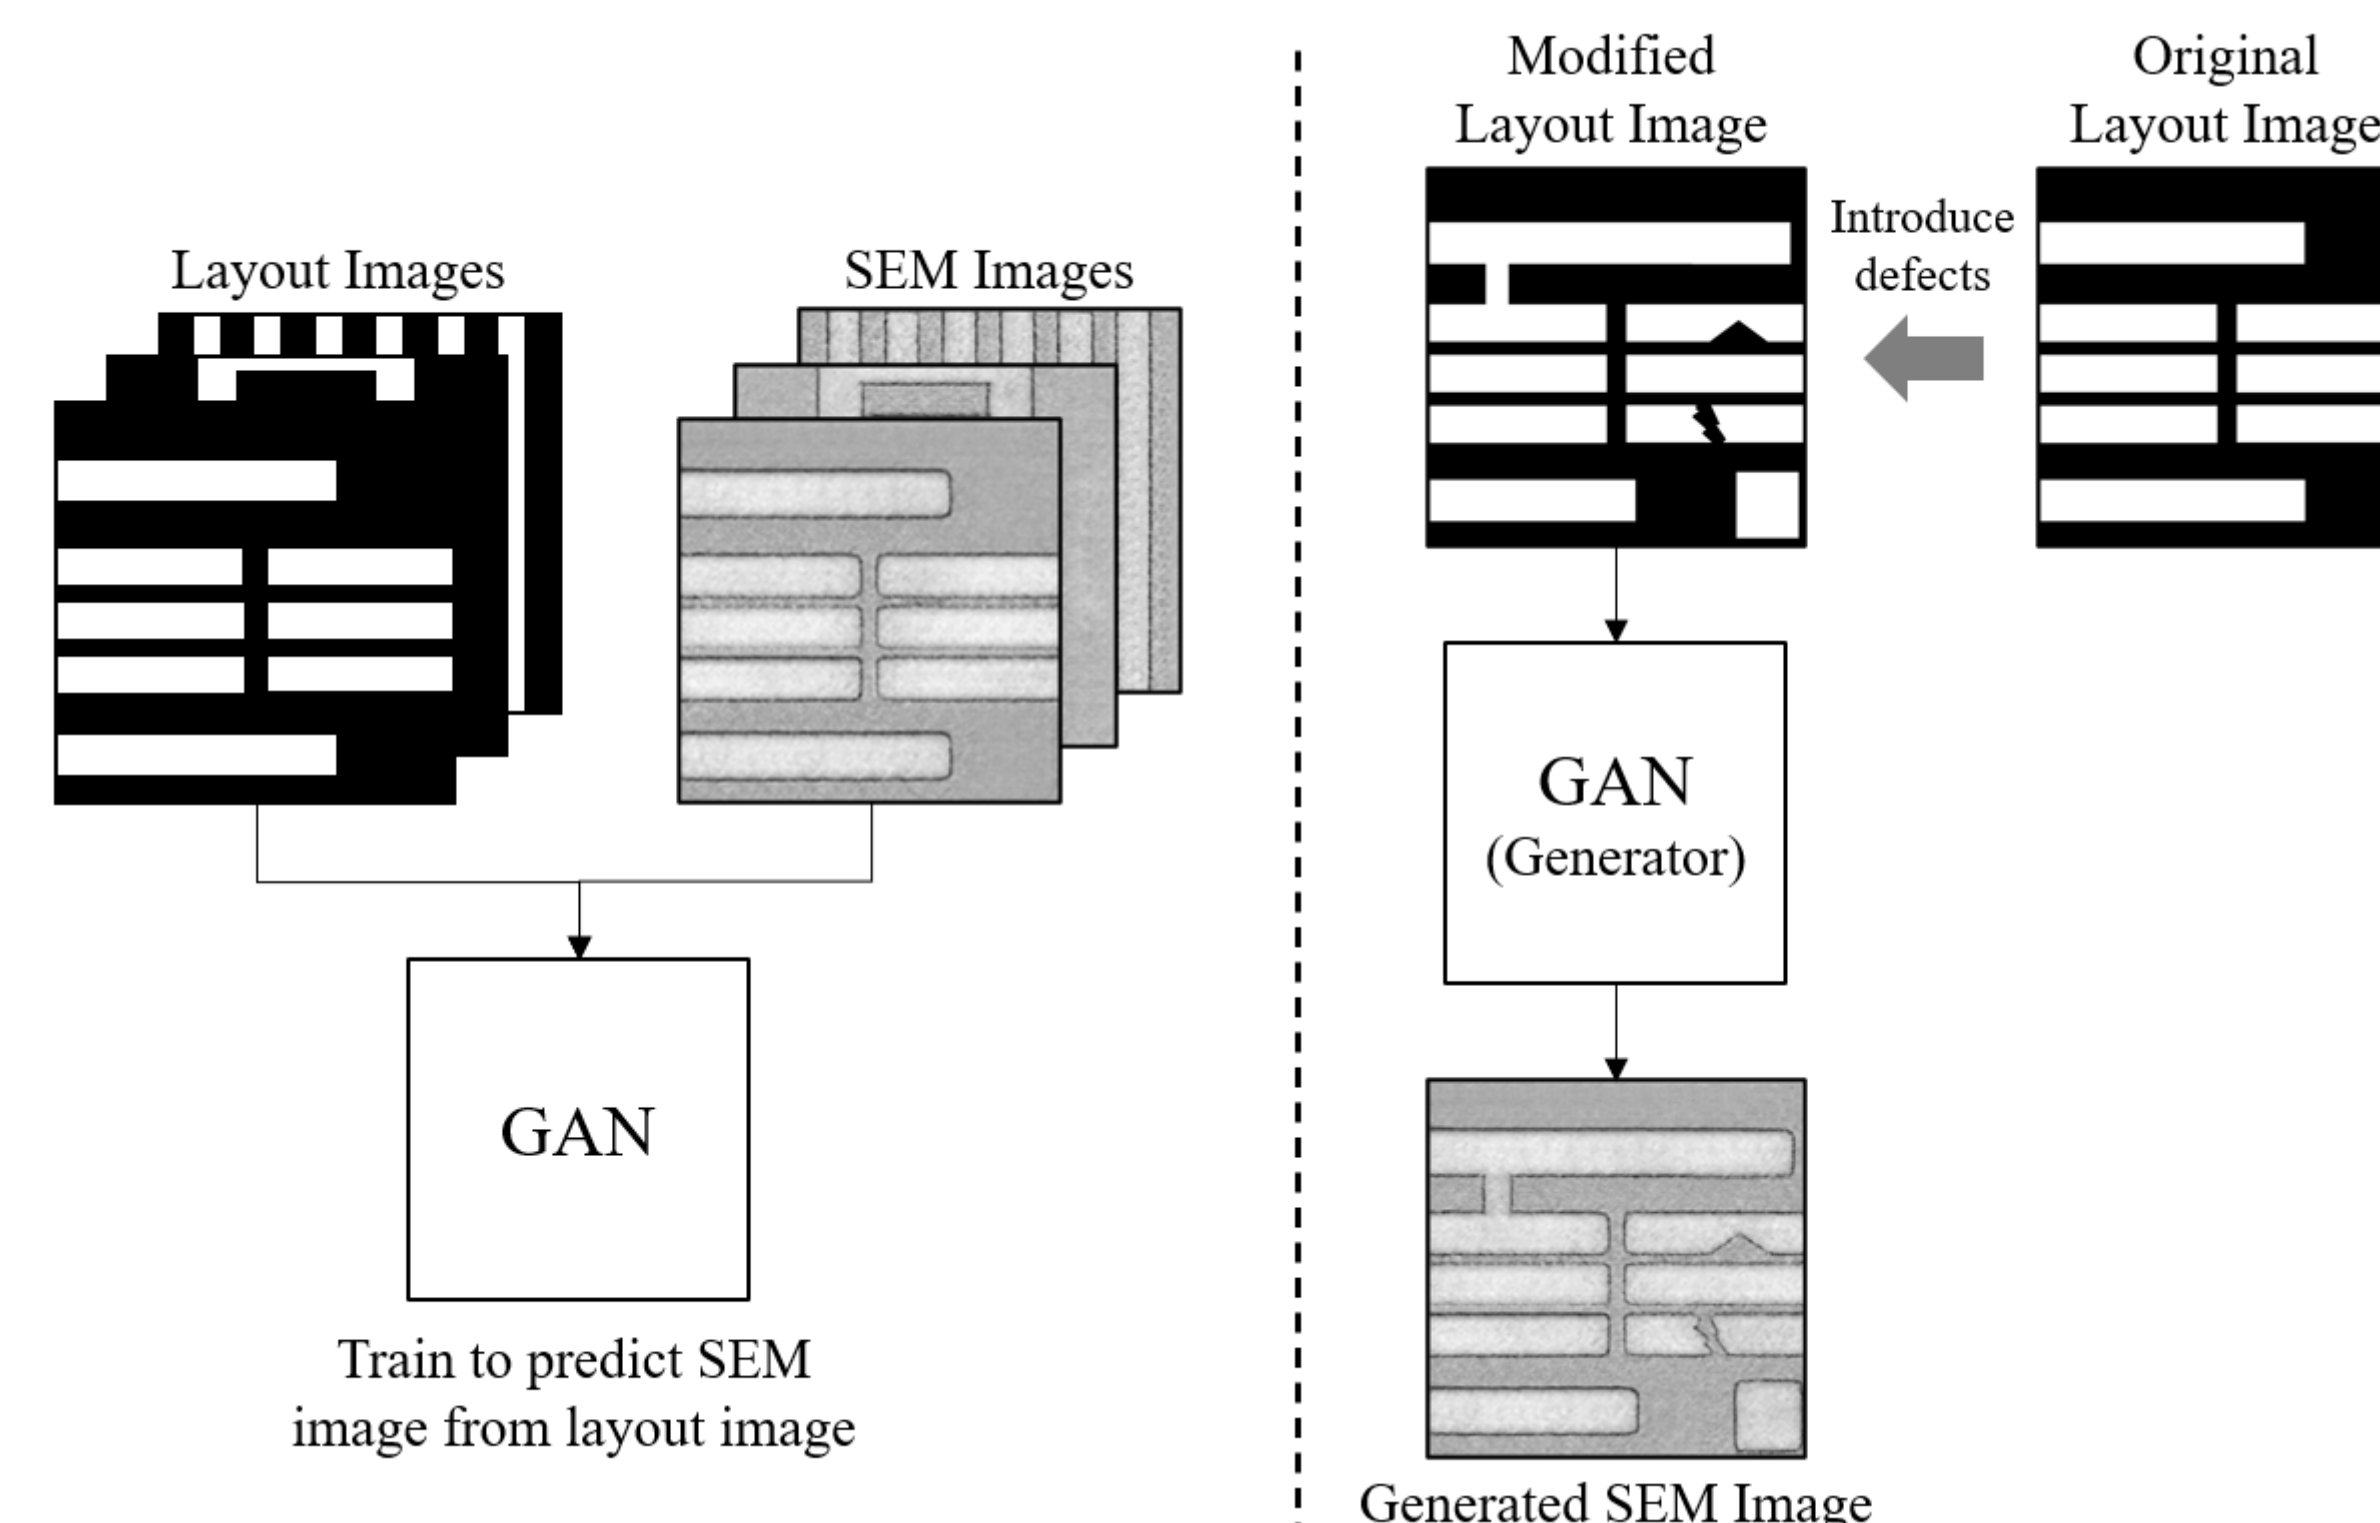 Layout Images
SEM Images
GAN
Train to predict SEM
image from layout image
Modified
Layout Image
Introduce
defects
Original
Layout Image
GAN
(Generator)
Generated SEM Image